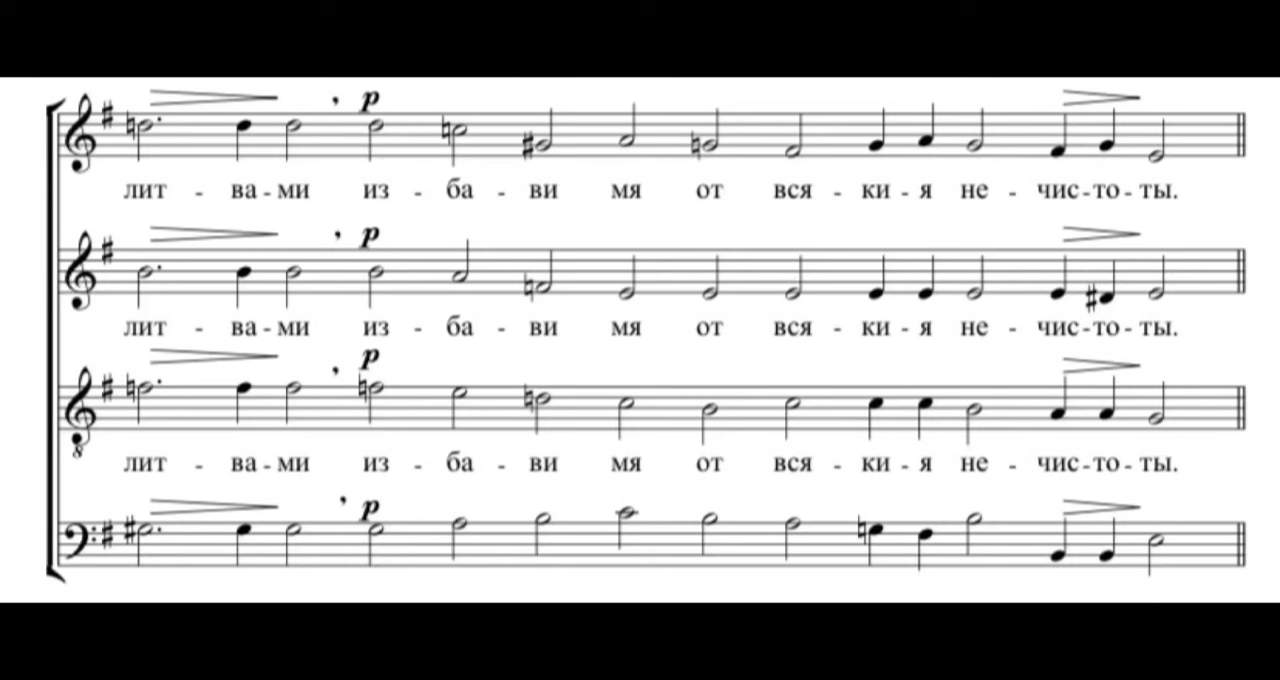 p
лит - ва - ми из - ба - ви мя от вся - ки - я не - чис - то - ты.
p
лит - ва - ми из - ба - ви мя от вся - ки - я не - чис - то - ты.
p
8
лит - ва - ми из - ба - ви мя от вся - ки - я не - чис - то - ты.
p